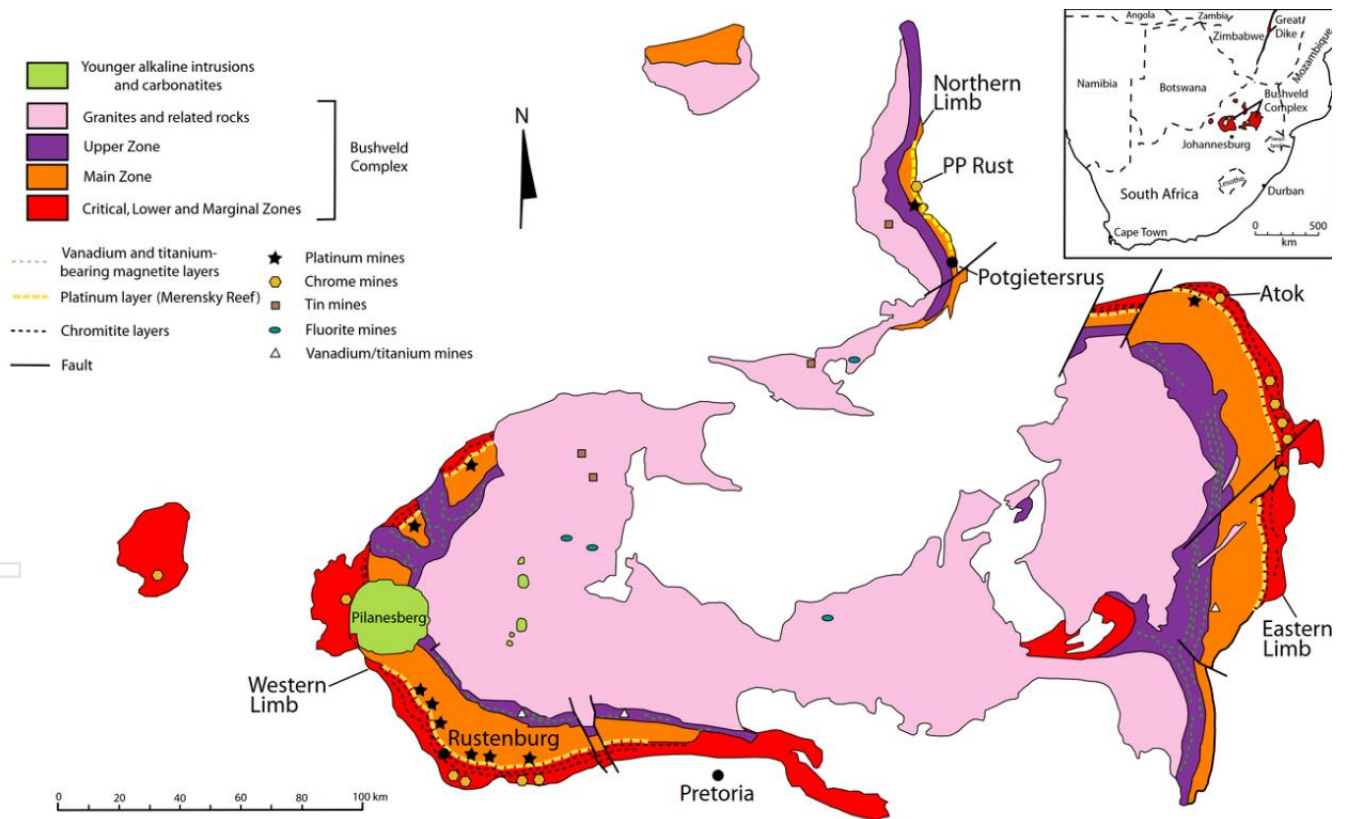 Younger alkaline intrusions
and carbonatites
Granites and related rocks
Upper Zone
Main Zone
Critical, Lower and Marginal Zones
Bushveld
Complex
Vanadium and titanium-
bearing magnetite layers
Platinum layer (Merensky Reef)
Chromitite layers
Fault
Platinum mines
Chrome mines
Tin mines
Fluorite mines
Vanadium/titanium mines
N
Northern
Limb
PP Rust
Potgietersrus
Angola
Zambia
Zimbabwe
Great
Dike
Mozambique
Namibia
Botswana
Bushveld
Complex
Johannesburg
Swazi-
land
Lesotho
South Africa
Durban
Cape Town
0 500
km
Atok
Eastern
Limb
Pilanesberg
Western
Limb
Rustenburg
Pretoria
0 20 40 60 80 100 km